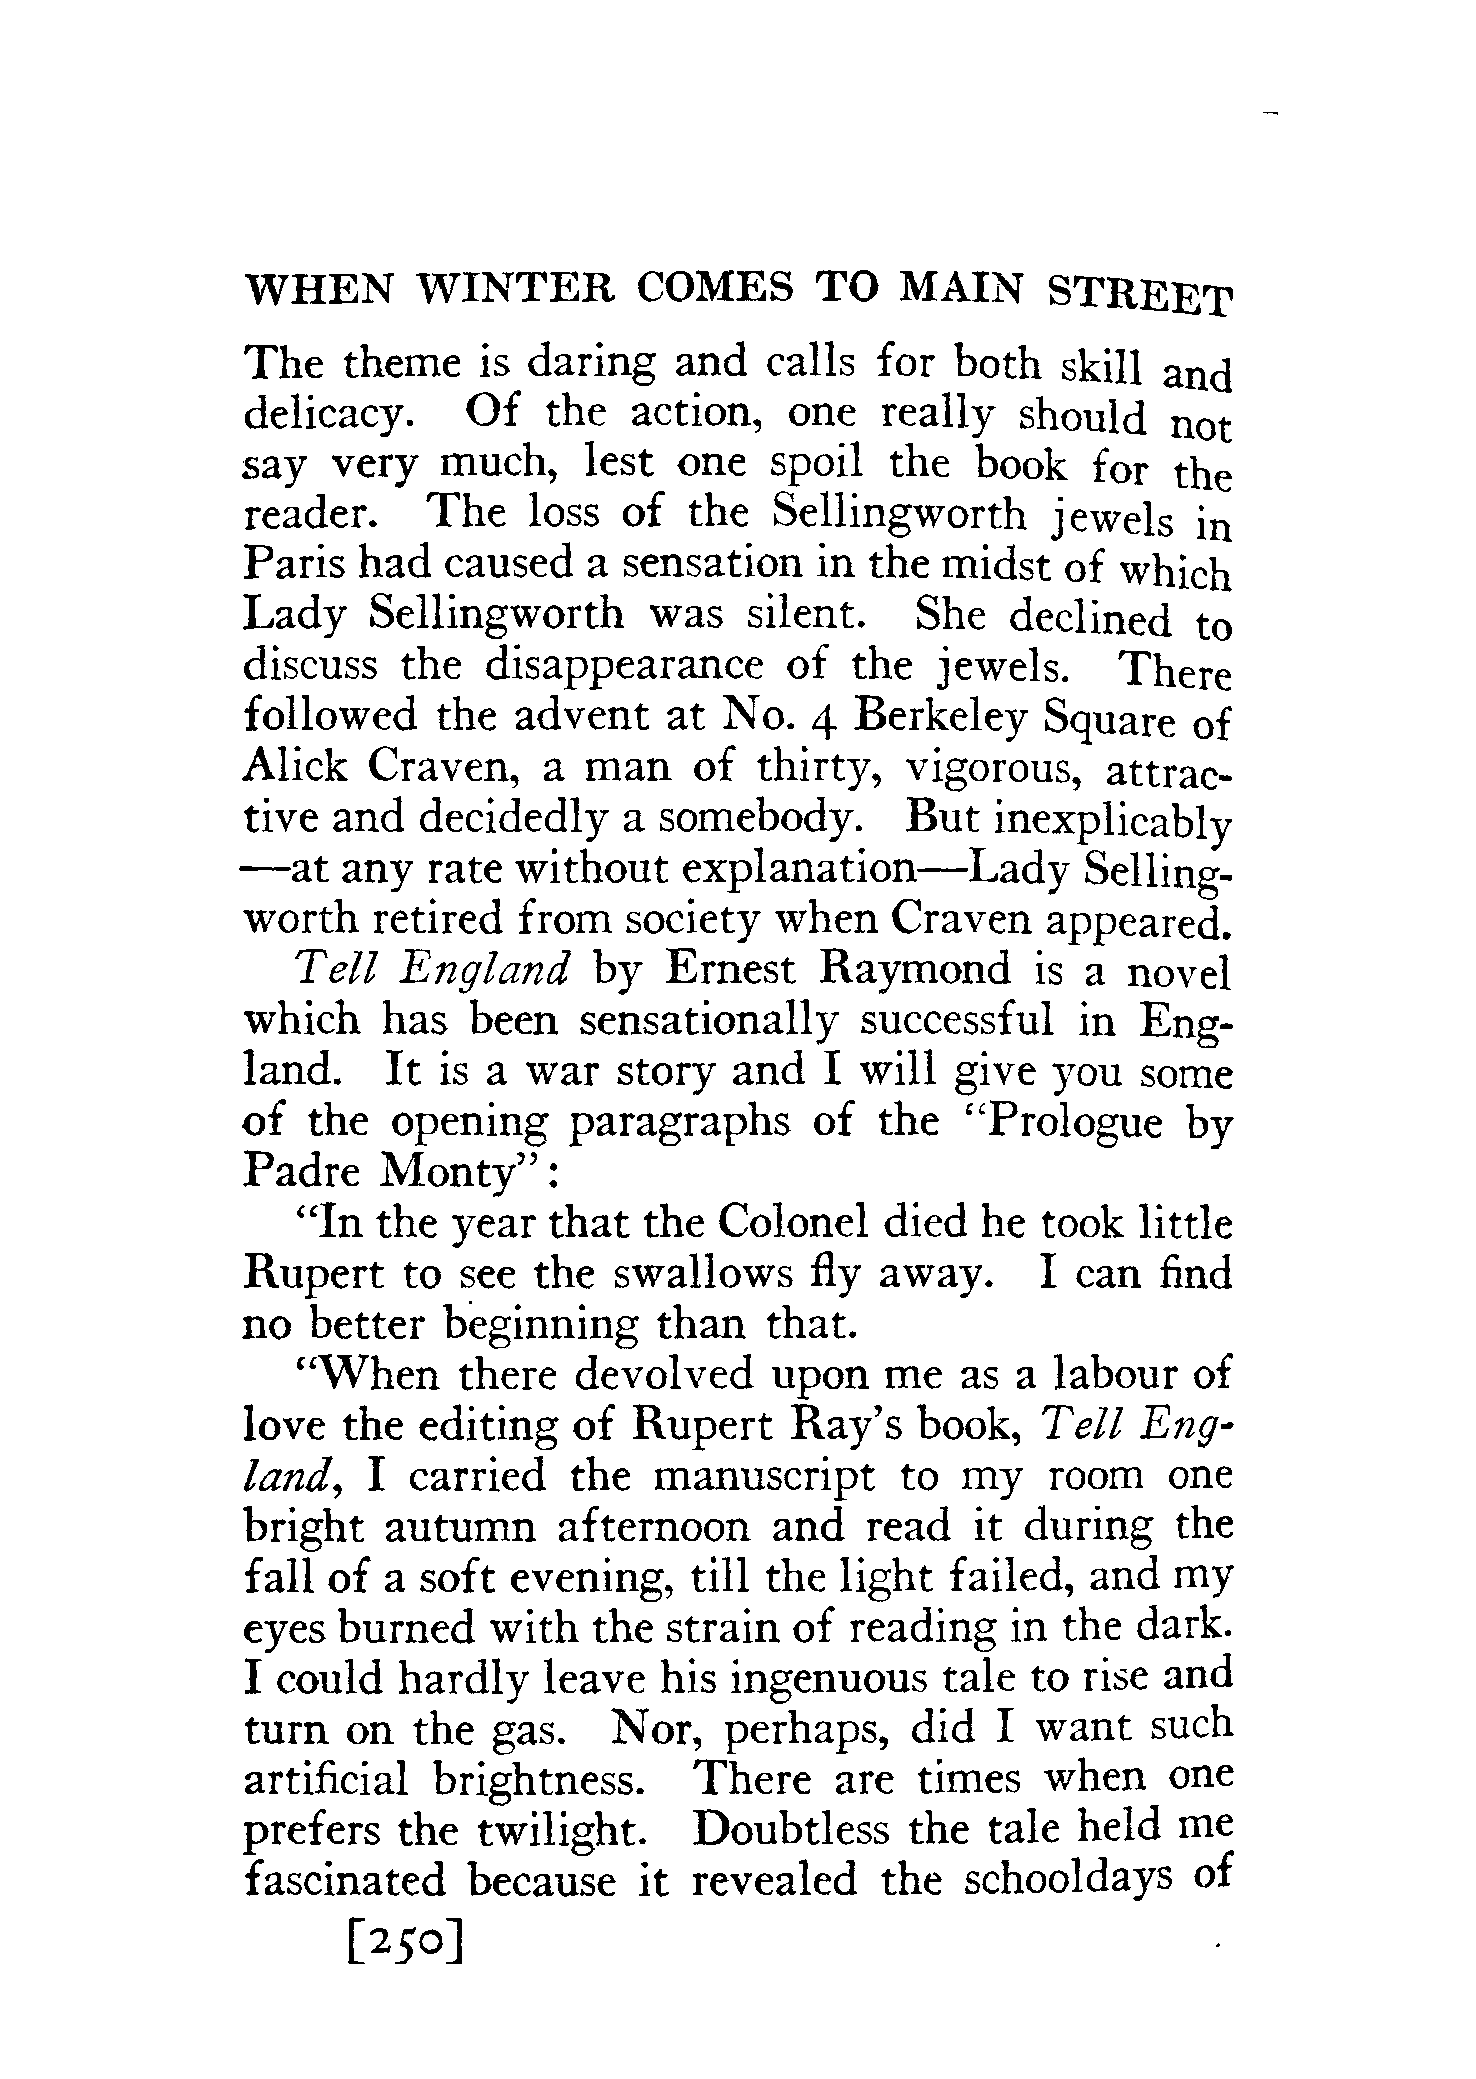 WHEN WINTER COMES TO MAIN STREET
The theme is daring and calls for both skill and
delicacy. Of the action, one really should not
say very much, lest one spoil the book for the
reader. The loss of the Sellingworth jewels in
Paris had caused a sensation in the midst of which
Lady Sellingworth was silent. She declined to
discuss the disappearance of the jewels. There
followed the advent at No. 4 Berkeley Square of
Alick Craven, a man of thirty, vigorous, attrac-
tive and decidedly a somebody. But inexplicably
—at any rate without explanation—Lady Selling-
worth retired from society when Craven appeared.
Tell England by Ernest Raymond is a novel
which has been sensationally successful in Eng-
land. It is a war story and I will give you some
of the opening paragraphs of the “Prologue by
Padre Monty”:
“In the year that the Colonel died he took little
Rupert to see the swallows fly away. I can find
no better beginning than that.
“When there devolved upon me as a labour of
love the editing of Rupert Ray’s book, Tell Eng-
land, I carried the manuscript to my room one
bright autumn afternoon and read it during the
fall of a soft evening, till the light failed, and my
eyes burned with the strain of reading in the dark.
I could hardly leave his ingenuous tale to rise and
turn on the gas. Nor, perhaps, did I want such
artificial brightness. There are times when one
prefers the twilight. Doubtless the tale held me
fascinated because it revealed the schooldays of
[250]